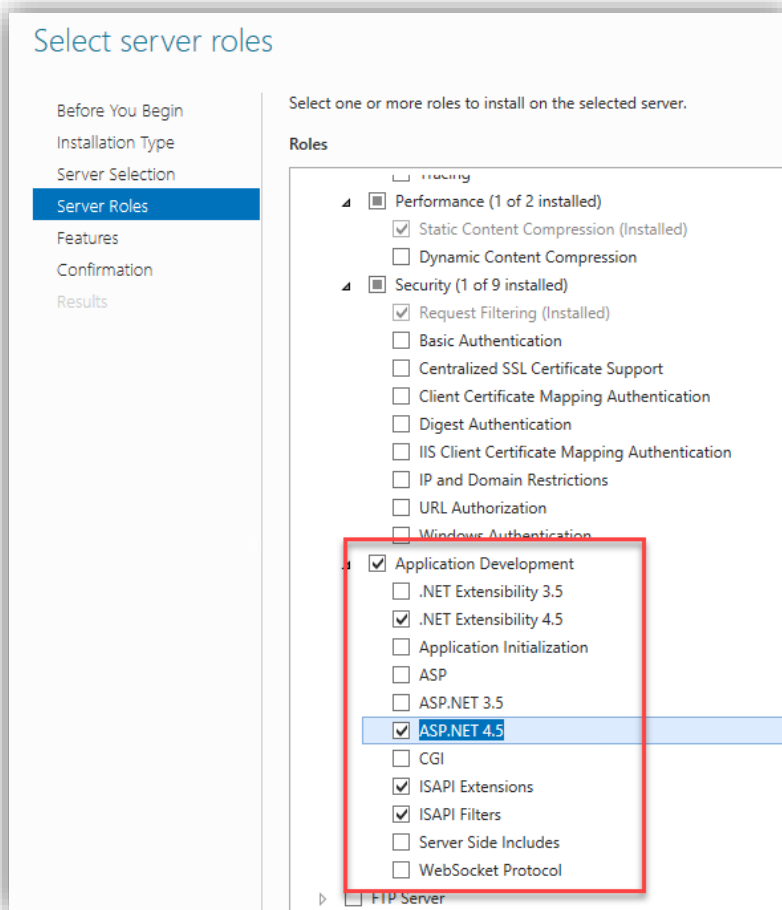 Select server roles
Before You Begin
Installation Type
Server Selection
Server Roles
Features
Confirmation
Results
Select one or more roles to install on the selected server.
Roles
Tracing
Performance (1 of 2 installed)
Static Content Compression (Installed)
Dynamic Content Compression
Security (1 of 9 installed)
Request Filtering (Installed)
Basic Authentication
Centralized SSL Certificate Support
Client Certificate Mapping Authentication
Digest Authentication
IIS Client Certificate Mapping Authentication
IP and Domain Restrictions
URL Authorization
Windows Authentication
Application Development
.NET Extensibility 3.5
.NET Extensibility 4.5
Application Initialization
ASP
ASP.NET 3.5
ASP.NET 4.5
CGI
ISAPI Extensions
ISAPI Filters
Server Side Includes
WebSocket Protocol
FTP Server